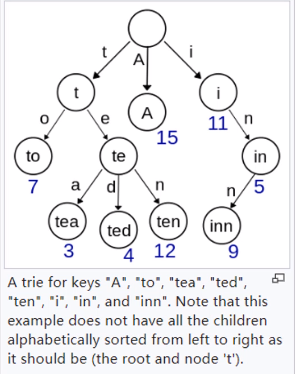 t A i
t A i
15 11
o e n
to te in
7 5
a d n n
tea ted ten inn
3 4 12 9
A trie for keys "A", "to", "tea", "ted",
"ten", "i", "in", and "inn". Note that this
example does not have all the children
alphabetically sorted from left to right as
it should be (the root and node 't').